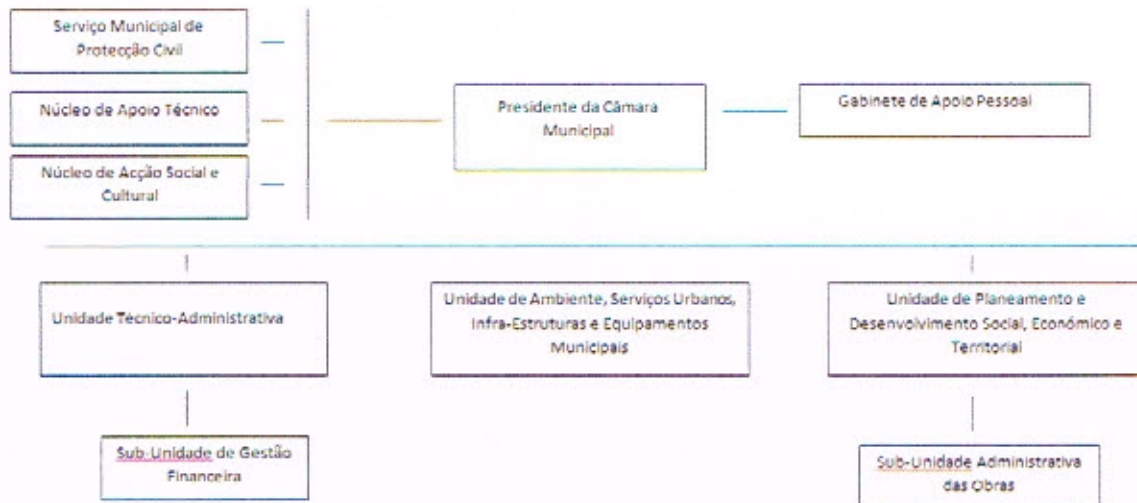 Serviço Municipal de
Protecção Civil
Núcleo de Apoio Técnico
Núcleo de Acção Social e
Cultural
Presidente da Câmara
Municipal
Gabinete de Apoio Pessoal
Unidade Técnico-Administrativa
Unidade de Ambiente, Serviços Urbanos,
Infra-Estruturas e Equipamentos
Municipais
Unidade de Planeamento e
Desenvolvimento Social, Económico e
Territorial
Sub-Unidade de Gestão
Financeira
Sub-Unidade Administrativa
das Obras